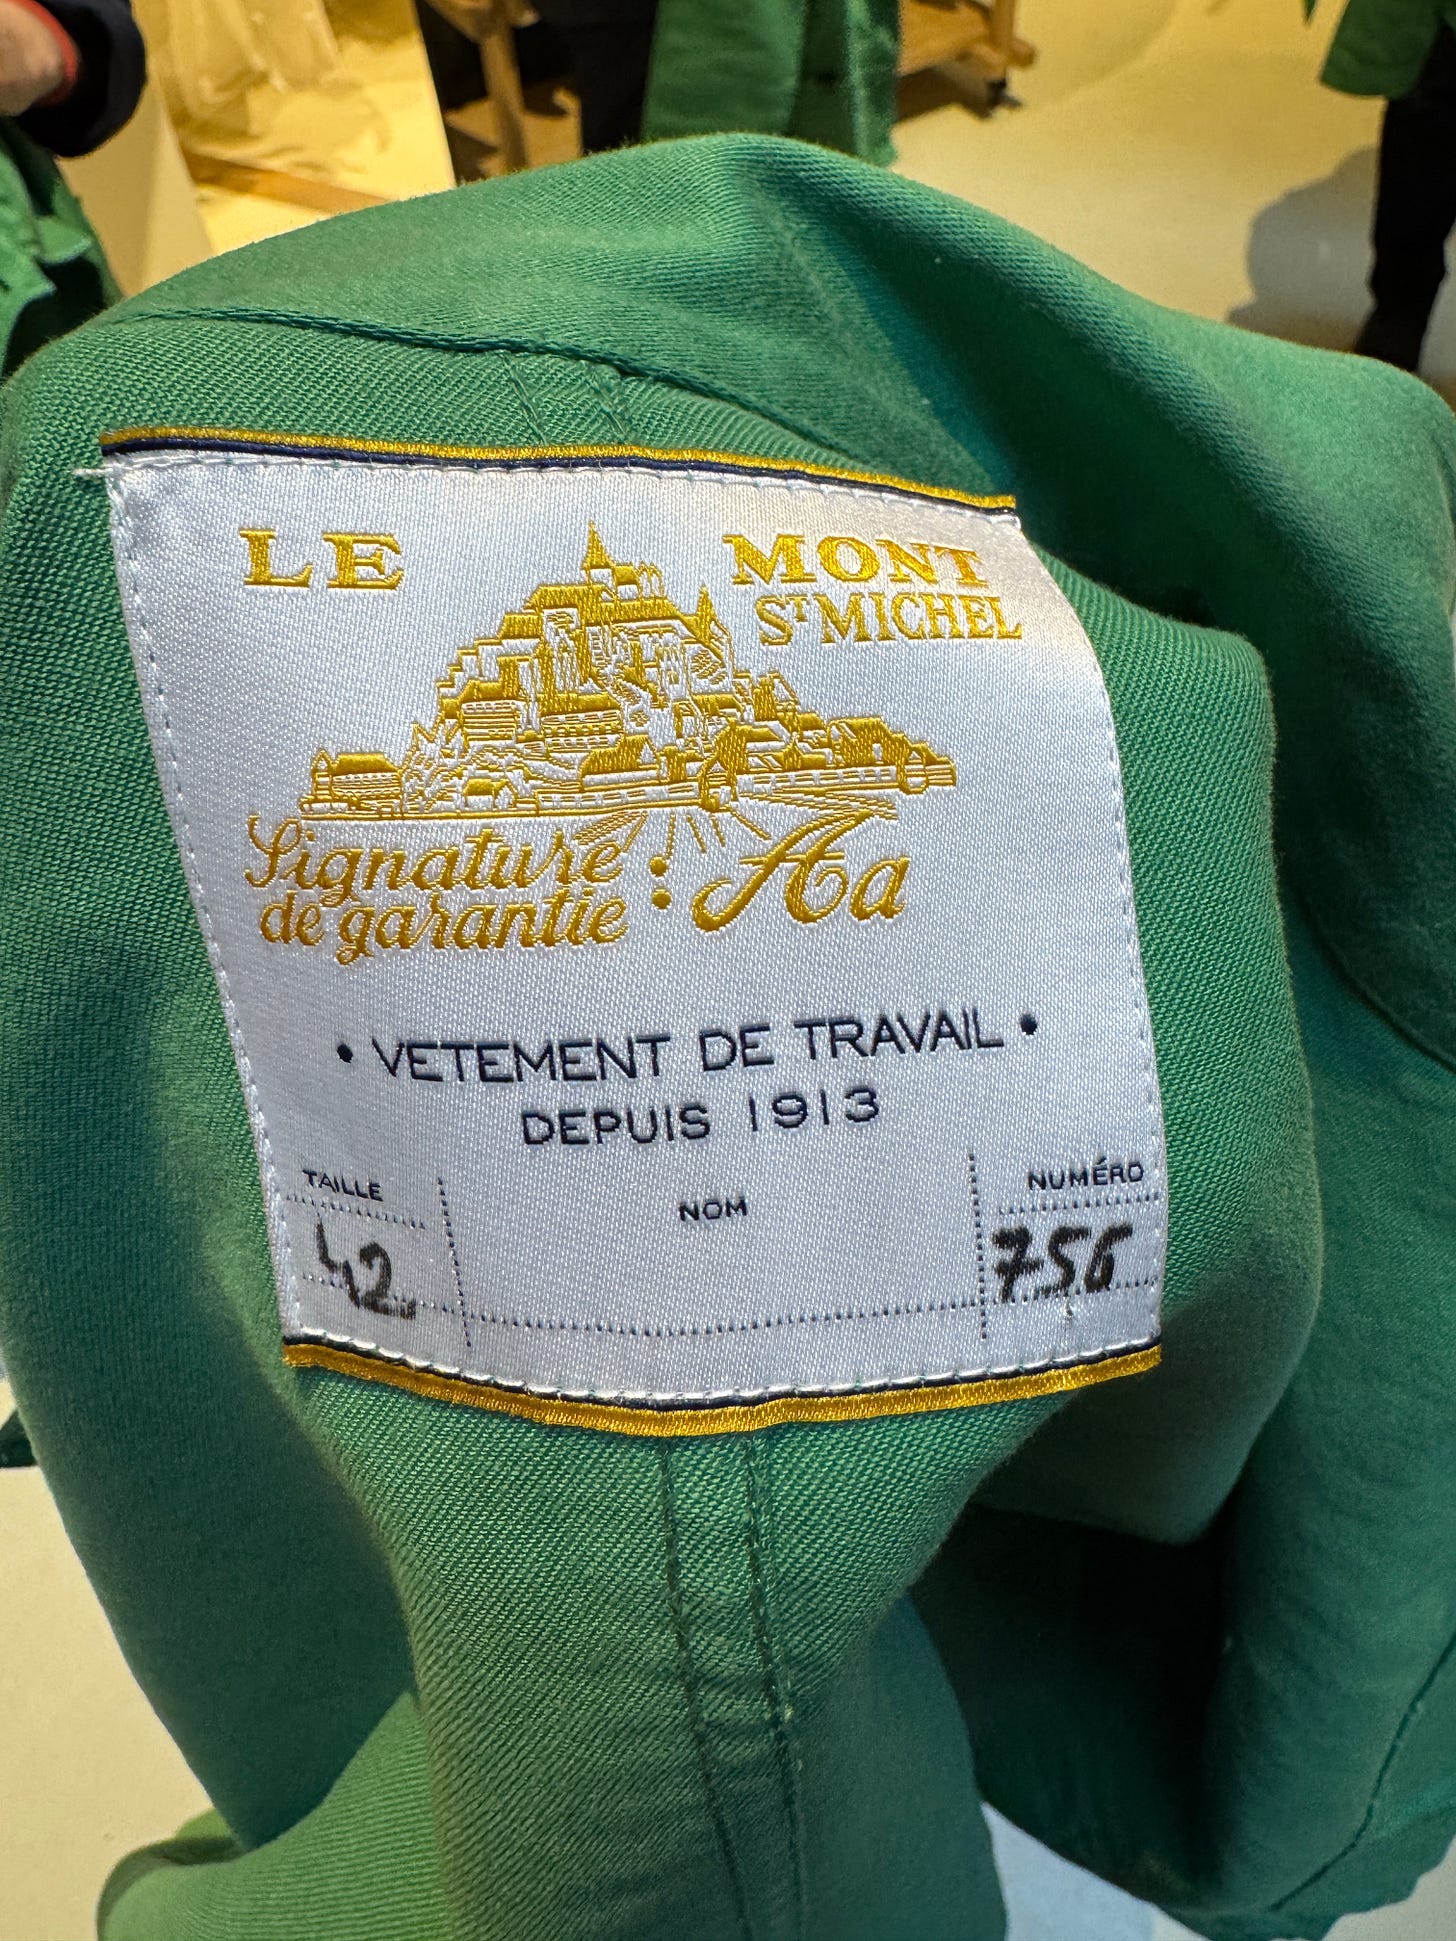 LE MONT
ST MICHEL
Signature
de garantie : Aa
• VETEMENT DE TRAVAIL •
DEPUIS 1913
TAILLE NOM NUMÉRO
42. 756